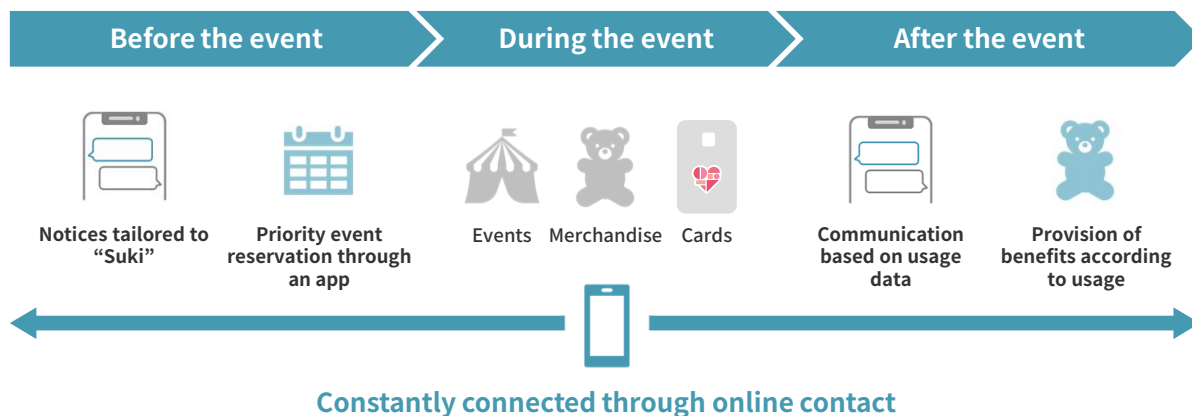 Before the event
During the event
After the event
Notices tailored to
“Suki”
Priority event
reservation through
an app
Events
Merchandise
Cards
Communication
based on usage
data
Provision of
benefits according
to usage
Constantly connected through online contact